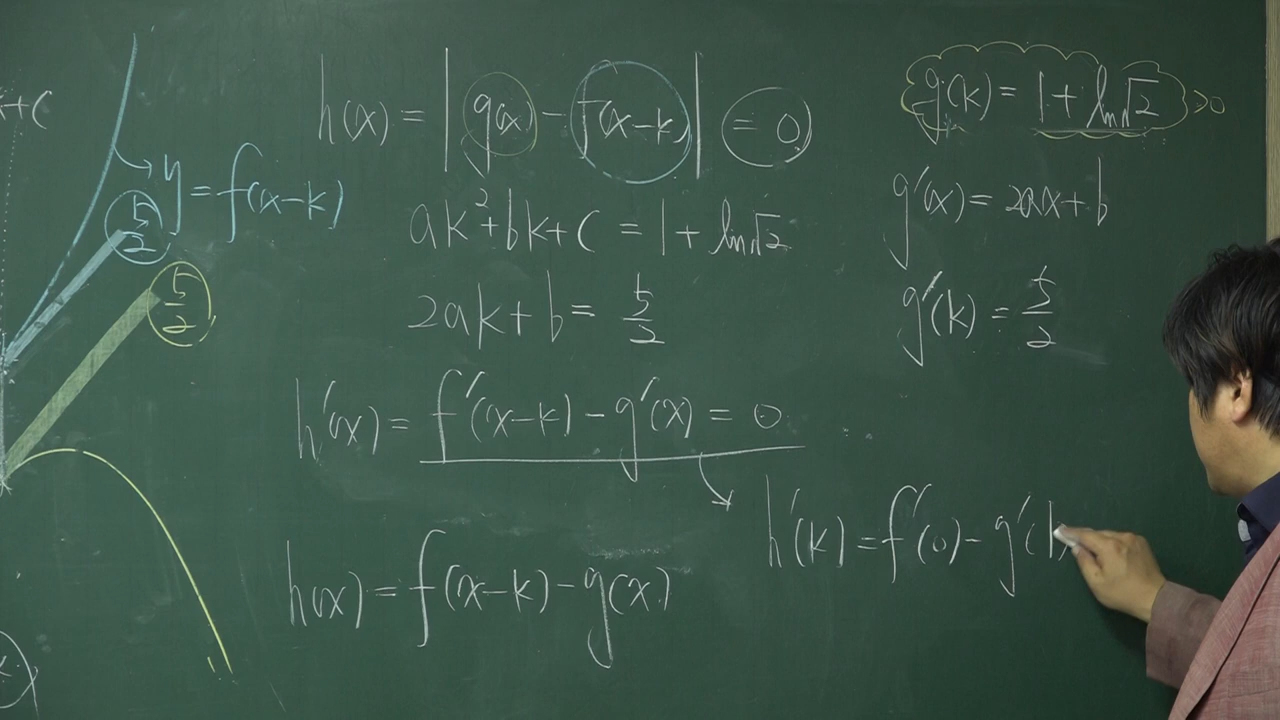 x+c
y = f(x-k)
5/2
5/2
h(x) = |g(x) - f(x-k)| = 0
ak²+bk+c = 1+ ln√2
2ak+b = 5/2
h'(x) = f'(x-k) - g'(x) = 0
h(x) = f(x-k) - g(x)
g(k) = 1+ ln√2 >0
g'(x) = 2ax+b
g'(k) = 5/2
h'(k) = f'(0) - g'(k